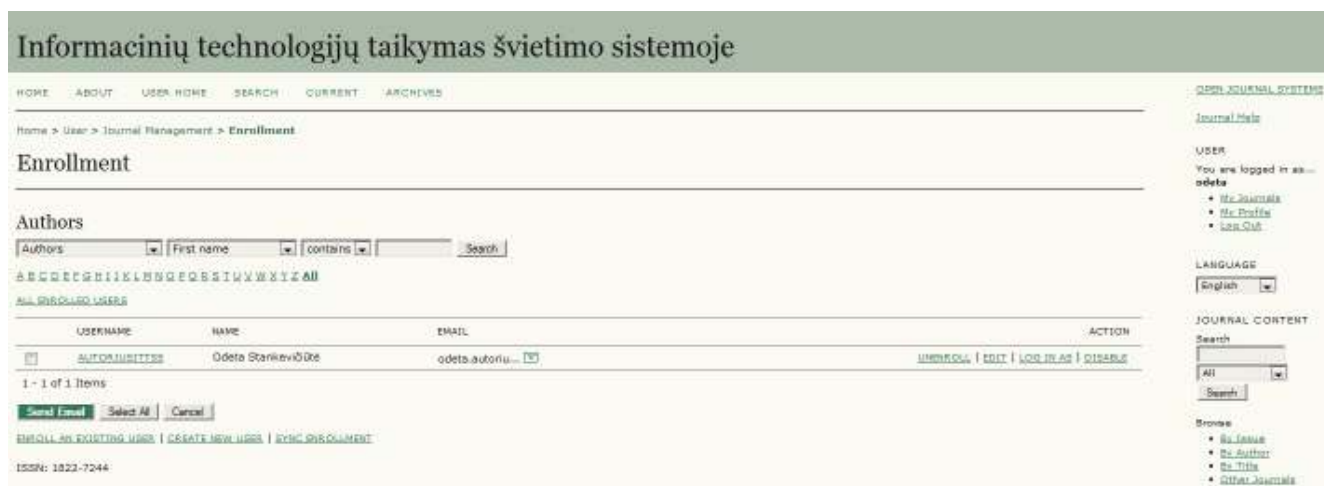 Informacinių technologijų taikymas švietimo sistemoje
HOME ABOUT USER HOME SEARCH CURRENT ARCHIVES
Home > User > Journal Management > Enrollment
Enrollment
Authors
Authors First name contains Search
A B C D E F G H I J K L M N O P Q R S T U V W X Y Z All
ALL ENROLLED USERS
USERNAME NAME EMAIL ACTION
AUTORIUSITTSS Odeta Stankevičiūtė odeta.autoriu... UNENROLL | EDIT | LOG IN AS | DISABLE
1 - 1 of 1 Items
Send Email Select All Cancel
ENROLL AN EXISTING USER | CREATE NEW USER | SYNC ENROLLMENT
ISSN: 1822-7244
OPEN JOURNAL SYSTEMS
Journal Help
USER
You are logged in as...
odeta
My Journals
My Profile
Log Out
LANGUAGE
English
JOURNAL CONTENT
Search
All
Search
Browse
By Issue
By Author
By Title
Other Journals